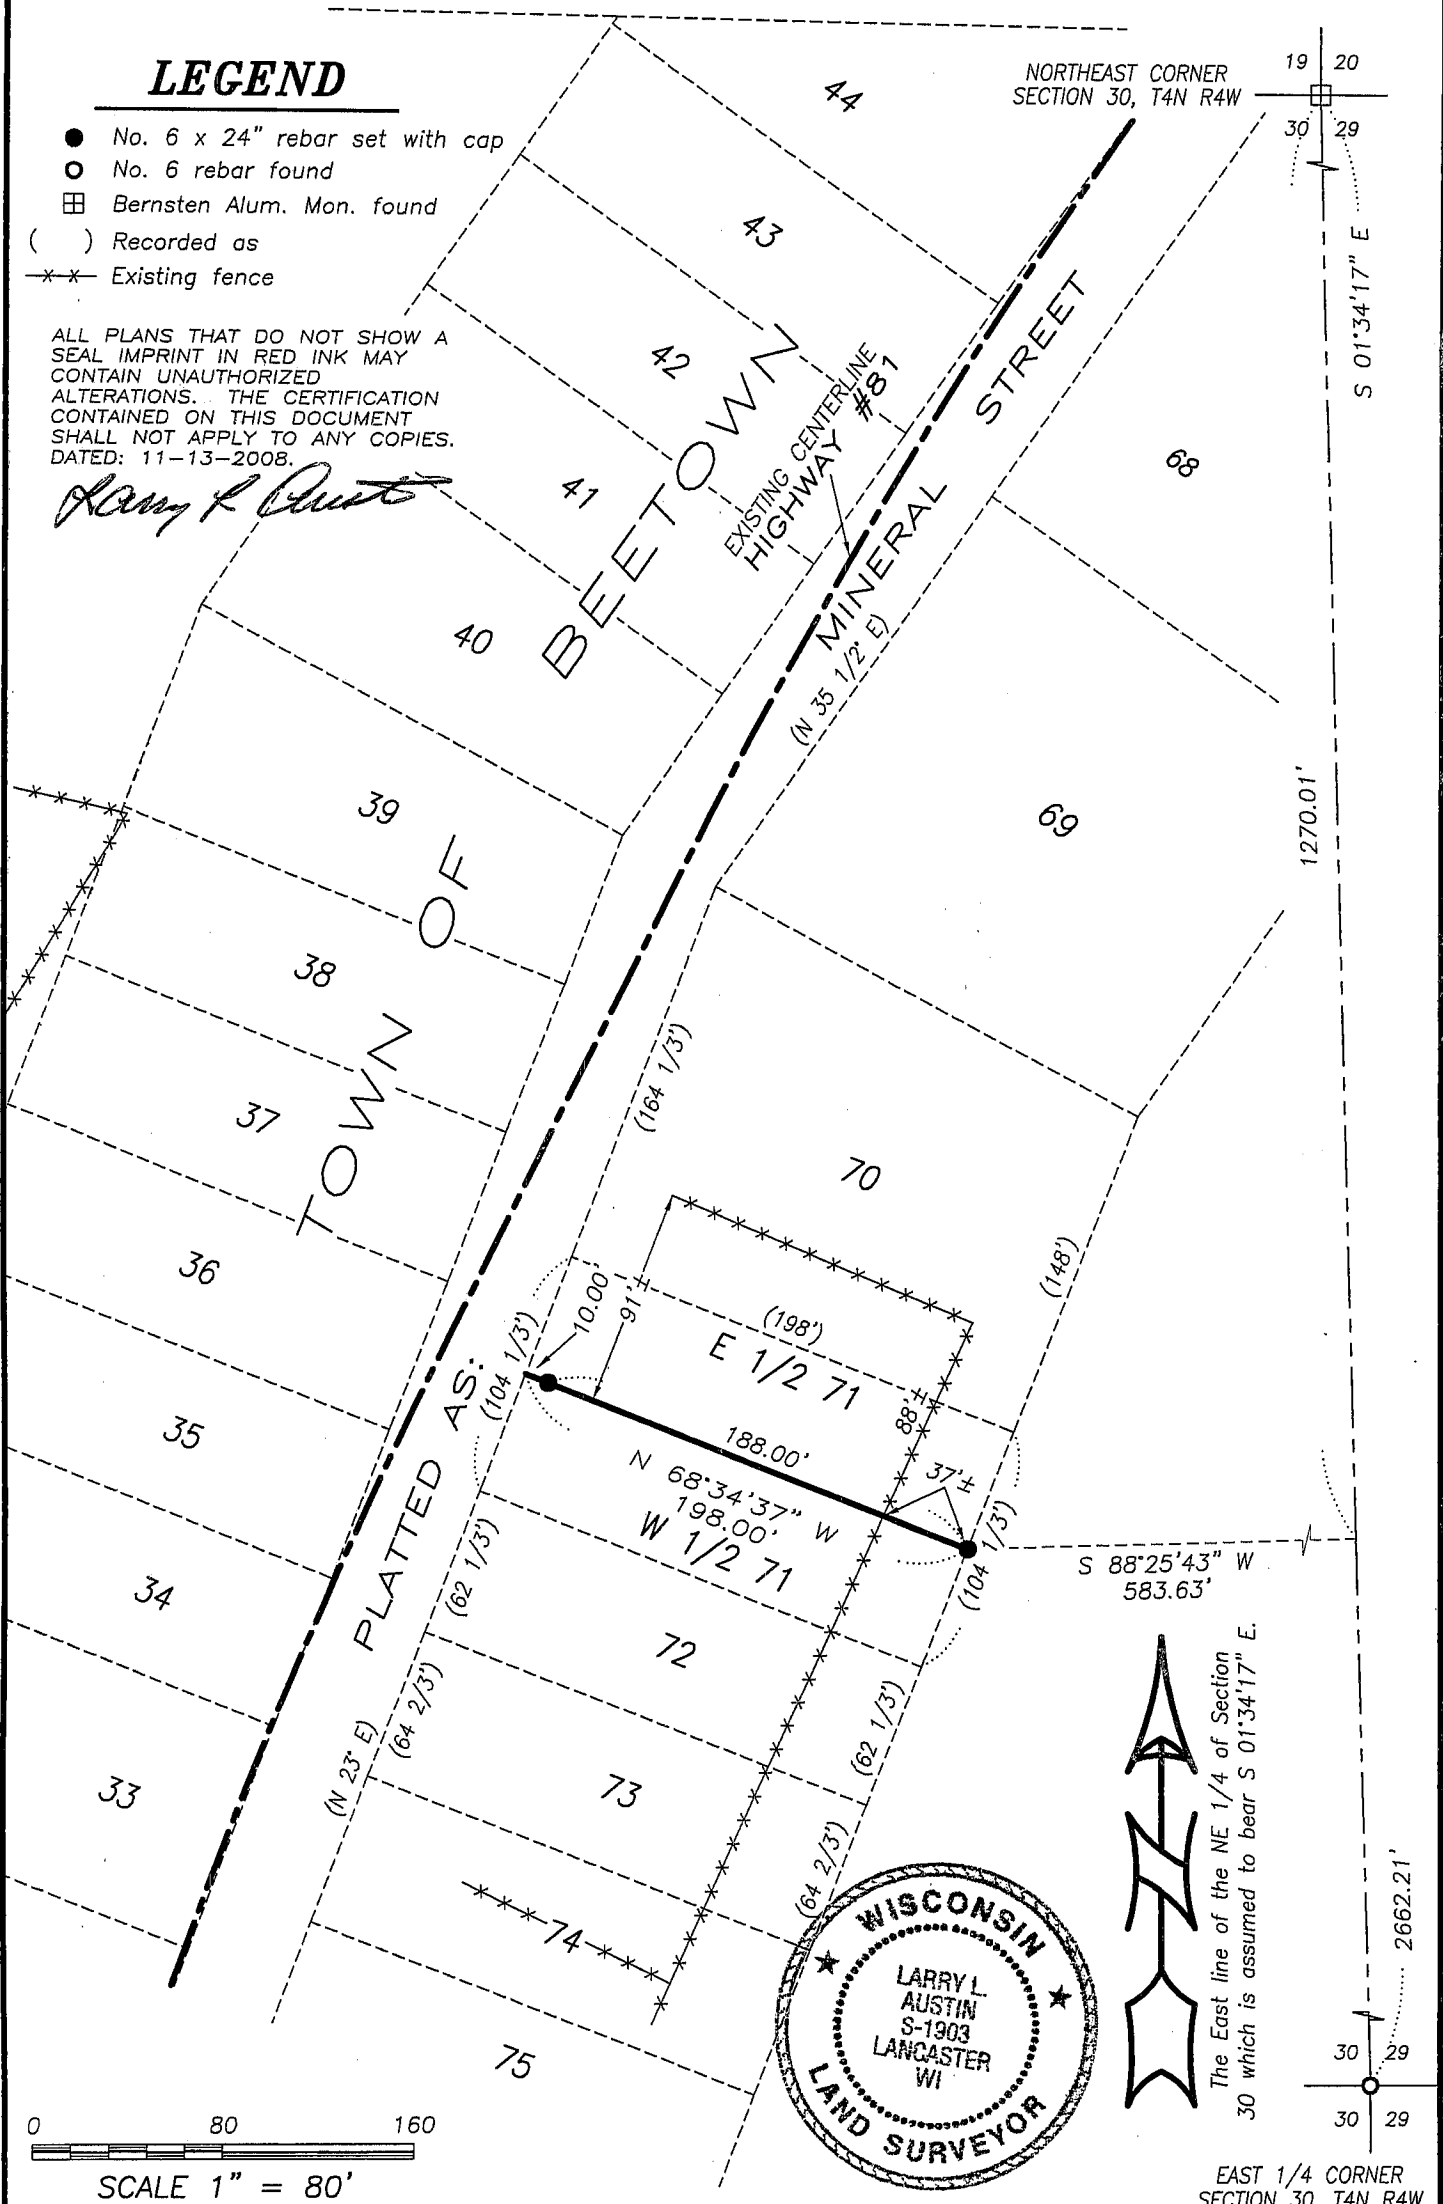 LEGEND
No. 6 x 24" rebar set with cap
No. 6 rebar found
Bernsten Alum. Mon. found
( ) Recorded as
Existing fence
ALL PLANS THAT DO NOT SHOW A
SEAL IMPRINT IN RED INK MAY
CONTAIN UNAUTHORIZED
ALTERATIONS. THE CERTIFICATION
CONTAINED ON THIS DOCUMENT
SHALL NOT APPLY TO ANY COPIES.
DATED: 11-13-2008.
NORTHEAST CORNER
SECTION 30, T4N R4W
19 20
30 29
S 01°34'17" E
1270.01'
44
43
42
41
40
39
38
37
36
35
34
33
PLATTED AS:
TOWN OF BEETOWN
EXISTING CENTERLINE
HIGHWAY #81
MINERAL STREET
(N 35 1/2° E)
68
69
70
(164 1/3')
(148')
10.00'
91'±
(198')
E 1/2 71
(104 1/3')
188.00'
88'±
37'±
N 68°34'37" W
198.00'
W 1/2 71
(104 1/3')
S 88°25'43" W
583.63'
(62 1/3')
72
(62 1/3')
(64 2/3')
(N 23° E)
73
(64 2/3')
74
75
WISCONSIN
LARRY L.
AUSTIN
S-1903
LANCASTER
WI
LAND SURVEYOR
N
The East line of the NE 1/4 of Section
30 which is assumed to bear S 01°34'17" E.
2662.21'
30 29
30 29
EAST 1/4 CORNER
SECTION 30, T4N R4W
0 80 160
SCALE 1" = 80'